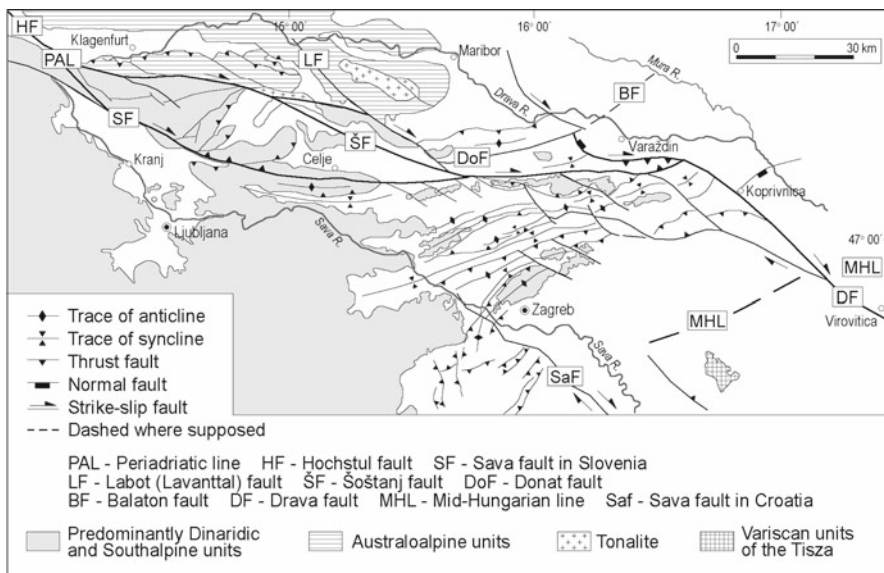 HF
Klagenfurt
15° 00'
16° 00'
17° 00'
PAL
LF
Maribor
0 30 km
Mura R.
BF
Drava R.
SF
ŠF
DoF
Varaždin
Kranj
Celje
Koprivnica
Ljubljana
Sava R.
47° 00'
MHL
DF
Zagreb
MHL
Virovitica
Sava R.
SaF
Trace of anticline
Trace of syncline
Thrust fault
Normal fault
Strike-slip fault
Dashed where supposed
PAL - Periadriatic line HF - Hochstul fault SF - Sava fault in Slovenia
LF - Labot (Lavanttal) fault ŠF - Šoštanj fault DoF - Donat fault
BF - Balaton fault DF - Drava fault MHL - Mid-Hungarian line Saf - Sava fault in Croatia
Predominantly Dinaridic and Southalpine units
Australoalpine units
Tonalite
Variscan units of the Tisza